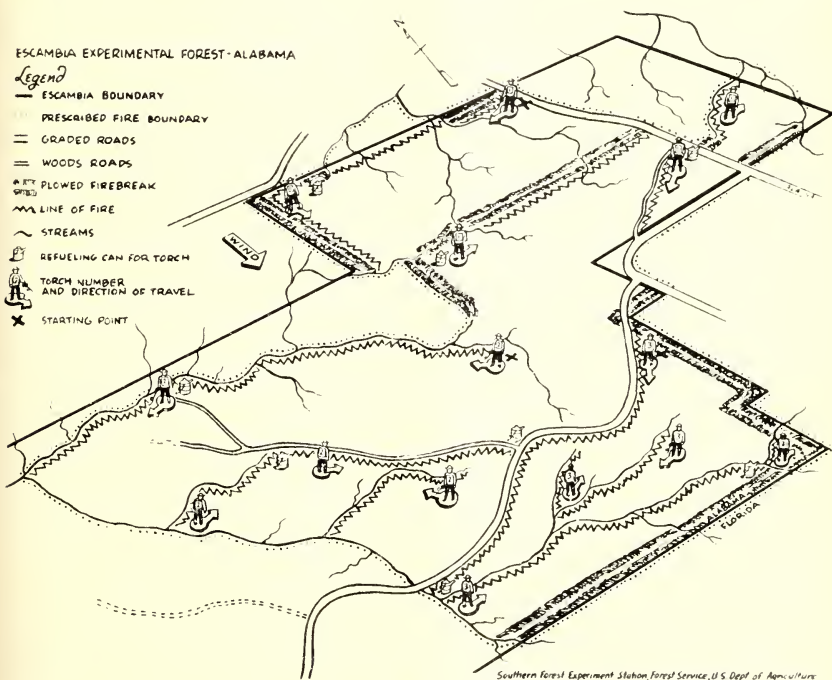 ESCAMBIA EXPERIMENTAL FOREST-ALABAMA
Legend
ESCAMBIA BOUNDARY
PRESCRIBED FIRE BOUNDARY
GRADED ROADS
WOODS ROADS
PLOWED FIREBREAK
LINE OF FIRE
STREAMS
REFUELING CAN FOR TORCH
TORCH NUMBER
AND DIRECTION OF TRAVEL
STARTING POINT
WIND
ALABAMA
FLORIDA
Southern Forest Experiment Station, Forest Service, U.S. Dept of Agriculture